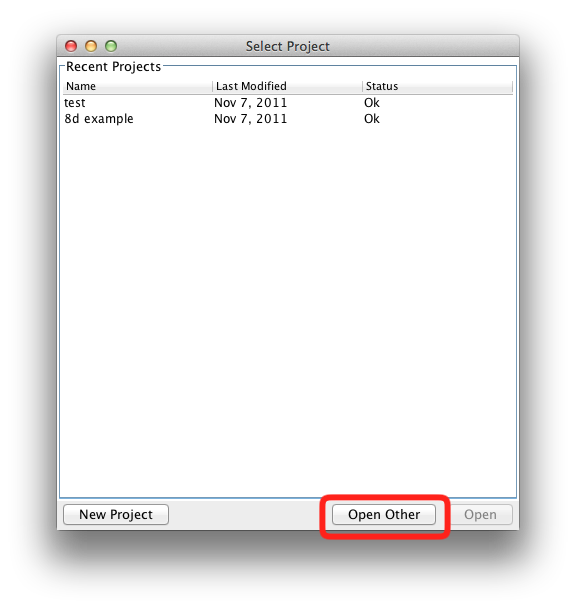 Select Project
Recent Projects
Name Last Modified Status
test Nov 7, 2011 Ok
8d example Nov 7, 2011 Ok
New Project Open Other Open